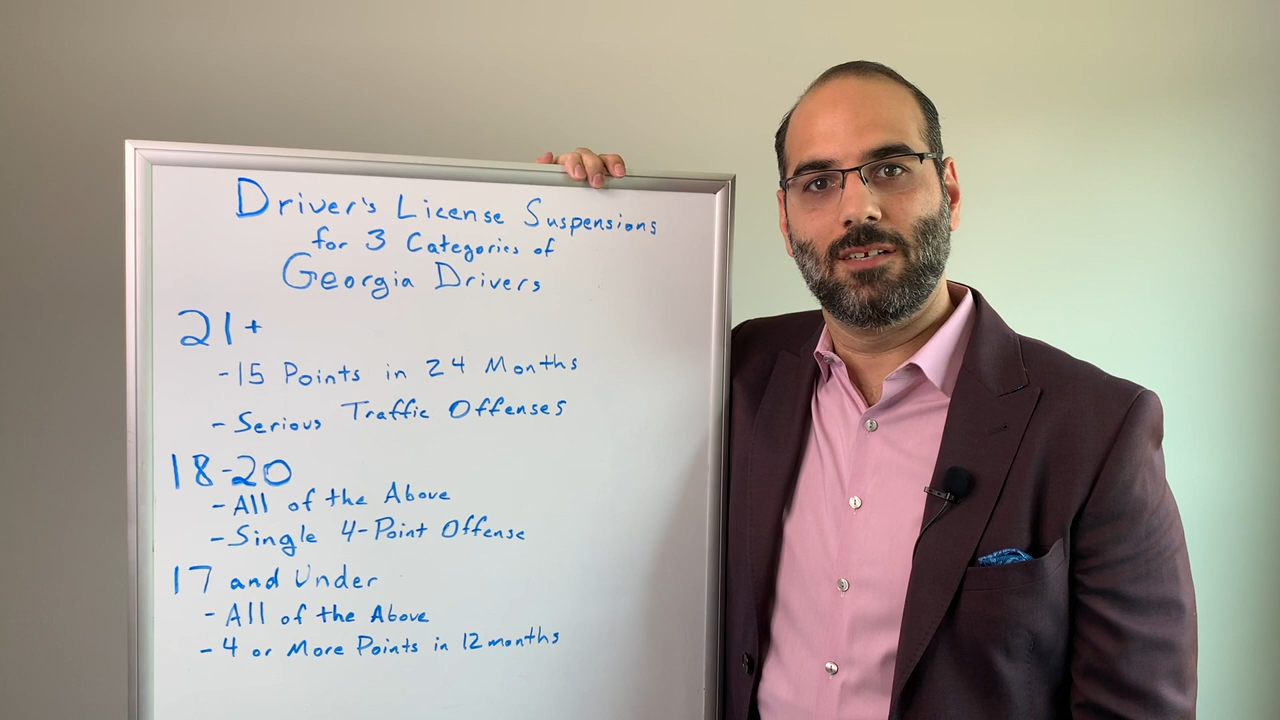 Driver's License Suspensions
for 3 Categories of
Georgia Drivers
21+
-15 Points in 24 Months
- Serious Traffic Offenses
18-20
- All of the Above
- Single 4-Point Offense
17 and Under
- All of the Above
- 4 or More Points in 12 months